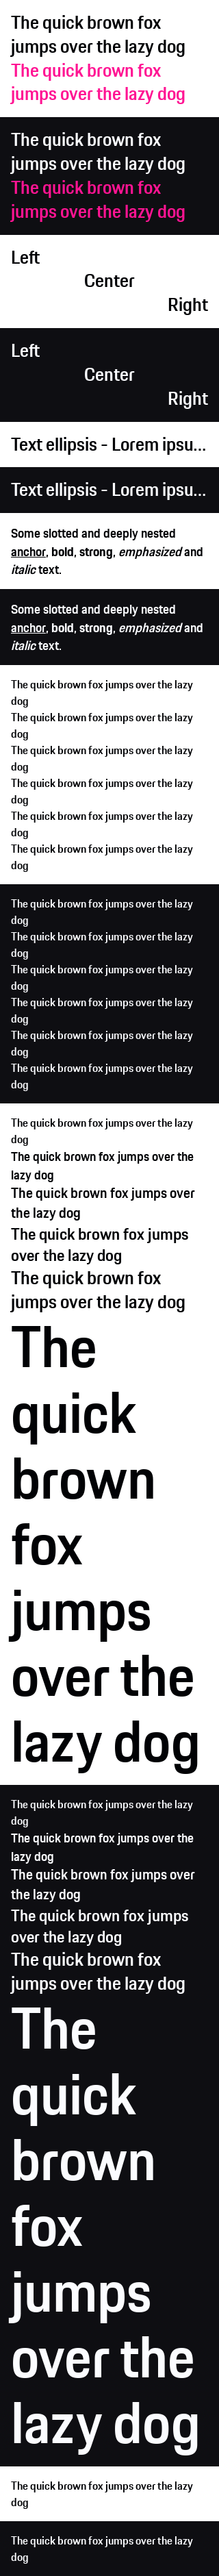 The quick brown fox
jumps over the lazy dog
The quick brown fox
jumps over the lazy dog
The quick brown fox
jumps over the lazy dog
The quick brown fox
jumps over the lazy dog
Left
Center
Right
Left
Center
Right
Text ellipsis - Lorem ipsu...
Text ellipsis - Lorem ipsu...
Some slotted and deeply nested
anchor, bold, strong, emphasized and
italic text.
Some slotted and deeply nested
anchor, bold, strong, emphasized and
italic text.
The quick brown fox jumps over the lazy
dog
The quick brown fox jumps over the lazy
dog
The quick brown fox jumps over the lazy
dog
The quick brown fox jumps over the lazy
dog
The quick brown fox jumps over the lazy
dog
The quick brown fox jumps over the lazy
dog
The quick brown fox jumps over the lazy
dog
The quick brown fox jumps over the lazy
dog
The quick brown fox jumps over the lazy
dog
The quick brown fox jumps over the lazy
dog
The quick brown fox jumps over the lazy
dog
The quick brown fox jumps over the lazy
dog
The quick brown fox jumps over the lazy
dog
The quick brown fox jumps over the
lazy dog
The quick brown fox jumps over
the lazy dog
The quick brown fox jumps
over the lazy dog
The quick brown fox
jumps over the lazy dog
The
quick
brown
fox
jumps
over the
lazy dog
The quick brown fox jumps over the lazy
dog
The quick brown fox jumps over the
lazy dog
The quick brown fox jumps over
the lazy dog
The quick brown fox jumps
over the lazy dog
The quick brown fox
jumps over the lazy dog
The
quick
brown
fox
jumps
over the
lazy dog
The quick brown fox jumps over the lazy
dog
The quick brown fox jumps over the lazy
dog